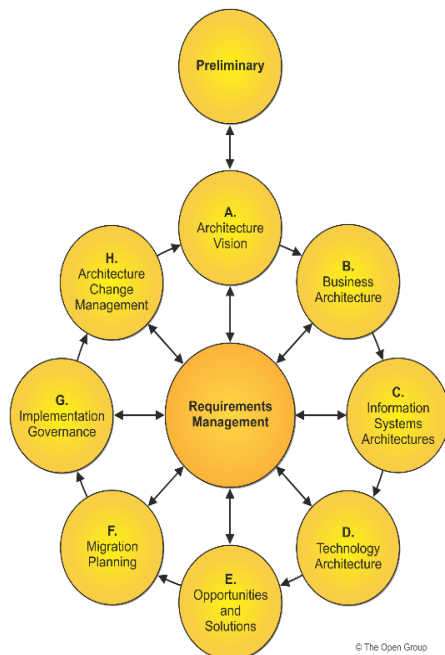 Preliminary
A.
Architecture
Vision
B.
Business
Architecture
C.
Information
Systems
Architectures
D.
Technology
Architecture
E.
Opportunities
and
Solutions
F.
Migration
Planning
G.
Implementation
Governance
H.
Architecture
Change
Management
Requirements
Management
© The Open Group